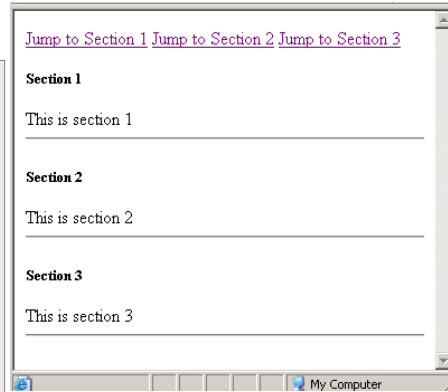 Jump to Section 1 Jump to Section 2 Jump to Section 3
Section 1
This is section 1
Section 2
This is section 2
Section 3
This is section 3
My Computer